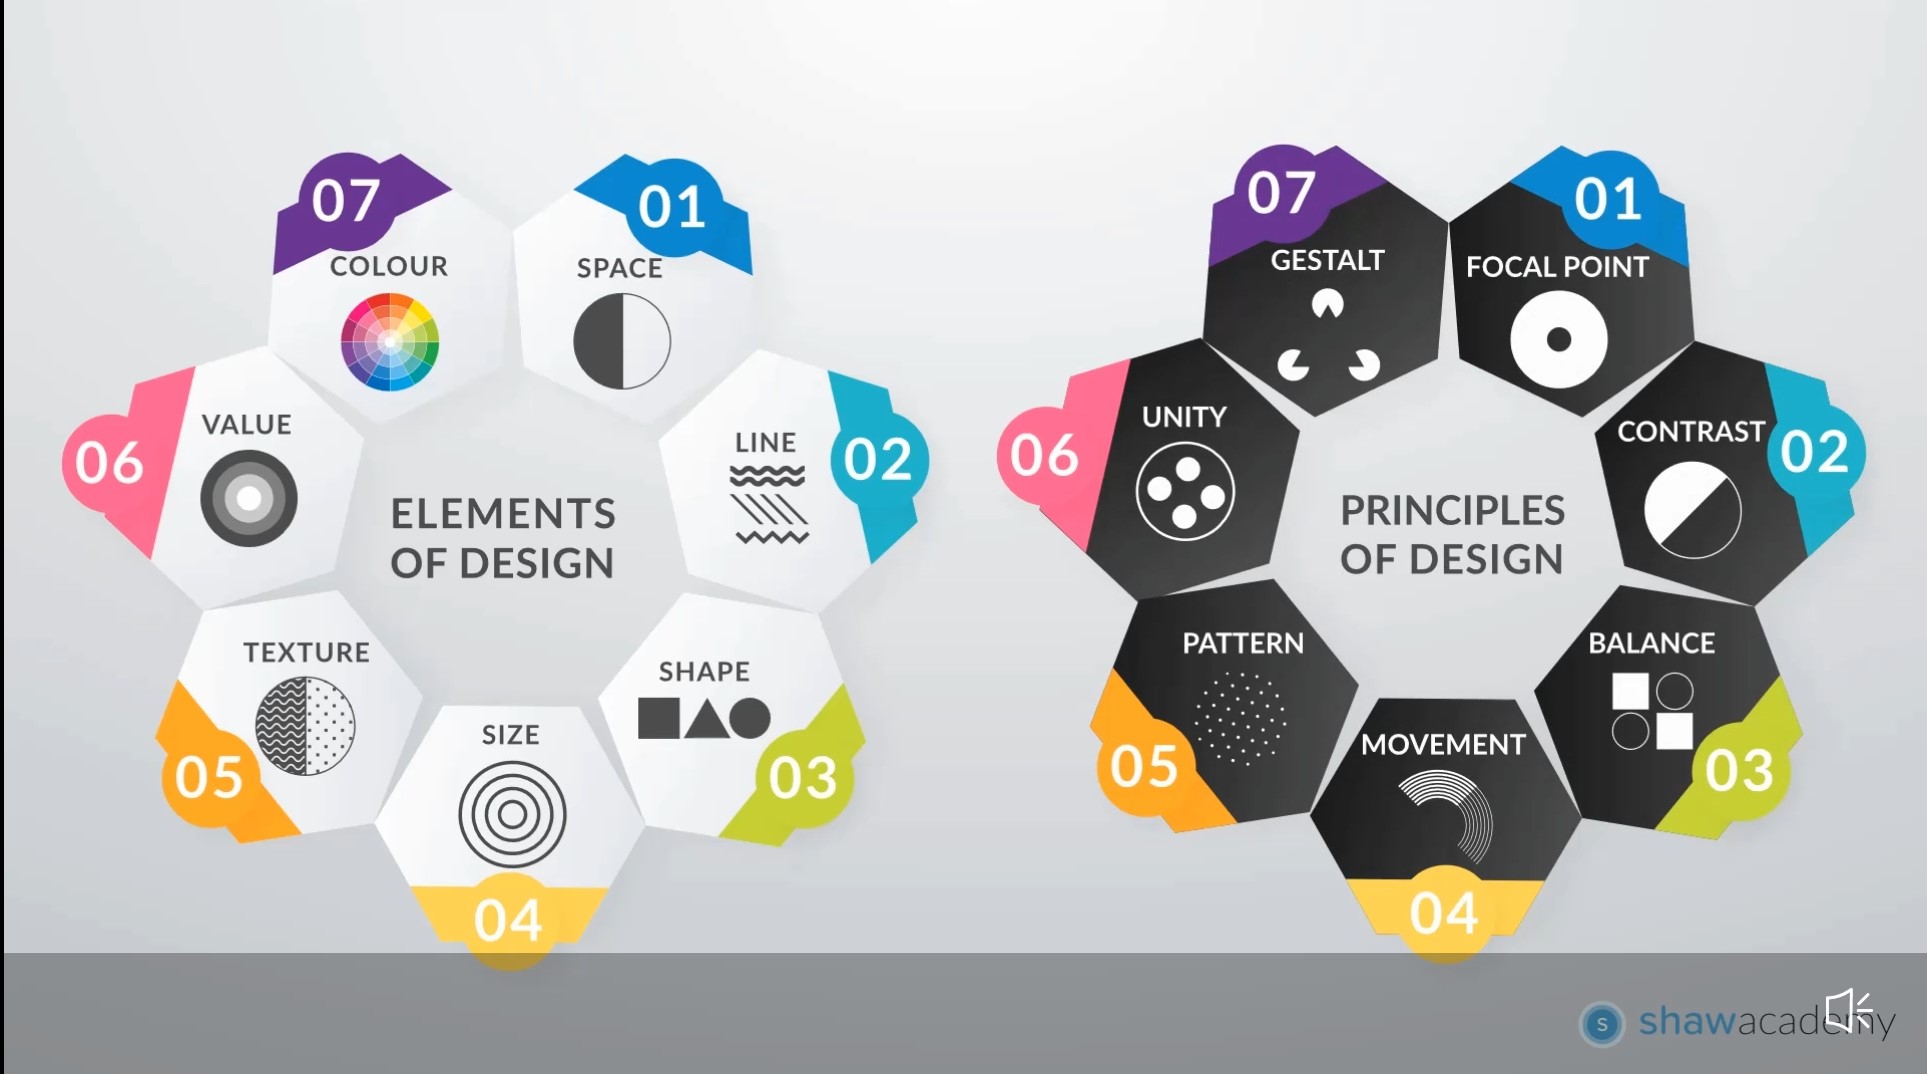 ELEMENTS
OF DESIGN
01
SPACE
02
LINE
03
SHAPE
04
SIZE
05
TEXTURE
06
VALUE
07
COLOUR
PRINCIPLES
OF DESIGN
01
FOCAL POINT
02
CONTRAST
03
BALANCE
04
MOVEMENT
05
PATTERN
06
UNITY
07
GESTALT
S shawacademy